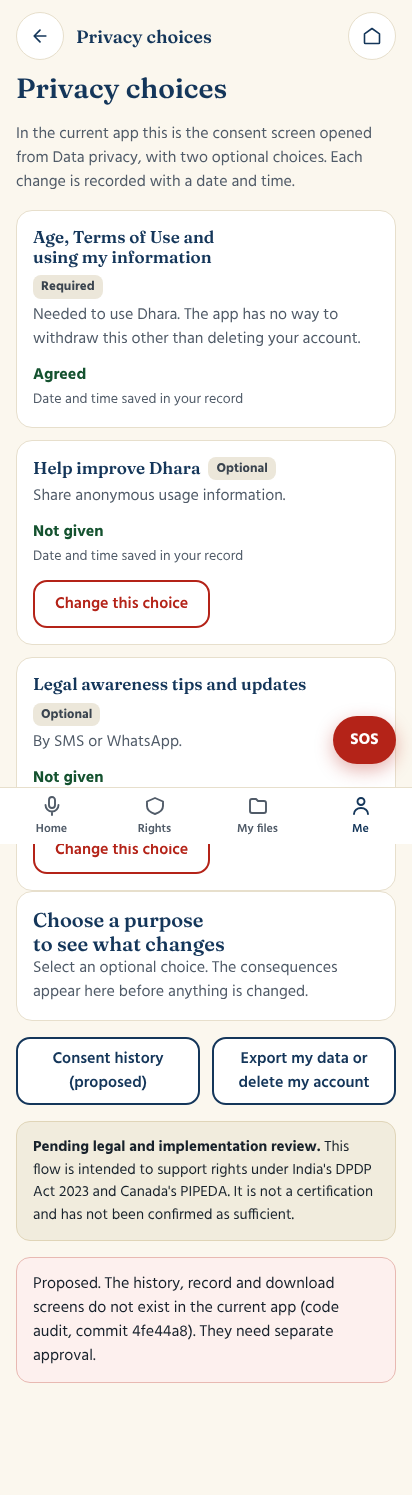 Privacy choices
Privacy choices
In the current app this is the consent screen opened
from Data privacy, with two optional choices. Each
change is recorded with a date and time.
Age, Terms of Use and
using my information
Required
Needed to use Dhara. The app has no way to
withdraw this other than deleting your account.
Agreed
Date and time saved in your record
Help improve Dhara Optional
Share anonymous usage information.
Not given
Date and time saved in your record
Change this choice
Legal awareness tips and updates
Optional
By SMS or WhatsApp.
SOS
Not given
Home Rights My files Me
Change this choice
Choose a purpose
to see what changes
Select an optional choice. The consequences
appear here before anything is changed.
Consent history
(proposed)
Export my data or
delete my account
Pending legal and implementation review. This
flow is intended to support rights under India's DPDP
Act 2023 and Canada's PIPEDA. It is not a certification
and has not been confirmed as sufficient.
Proposed. The history, record and download
screens do not exist in the current app (code
audit, commit 4fe44a8). They need separate
approval.